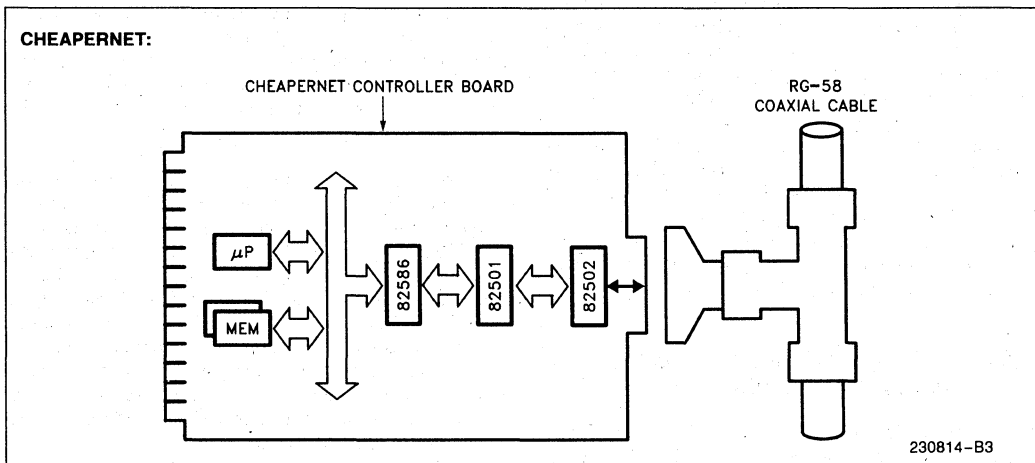 CHEAPERNET:
CHEAPERNET CONTROLLER BOARD
RG-58
COAXIAL CABLE
μP
MEM
82586
82501
82502
230814-B3